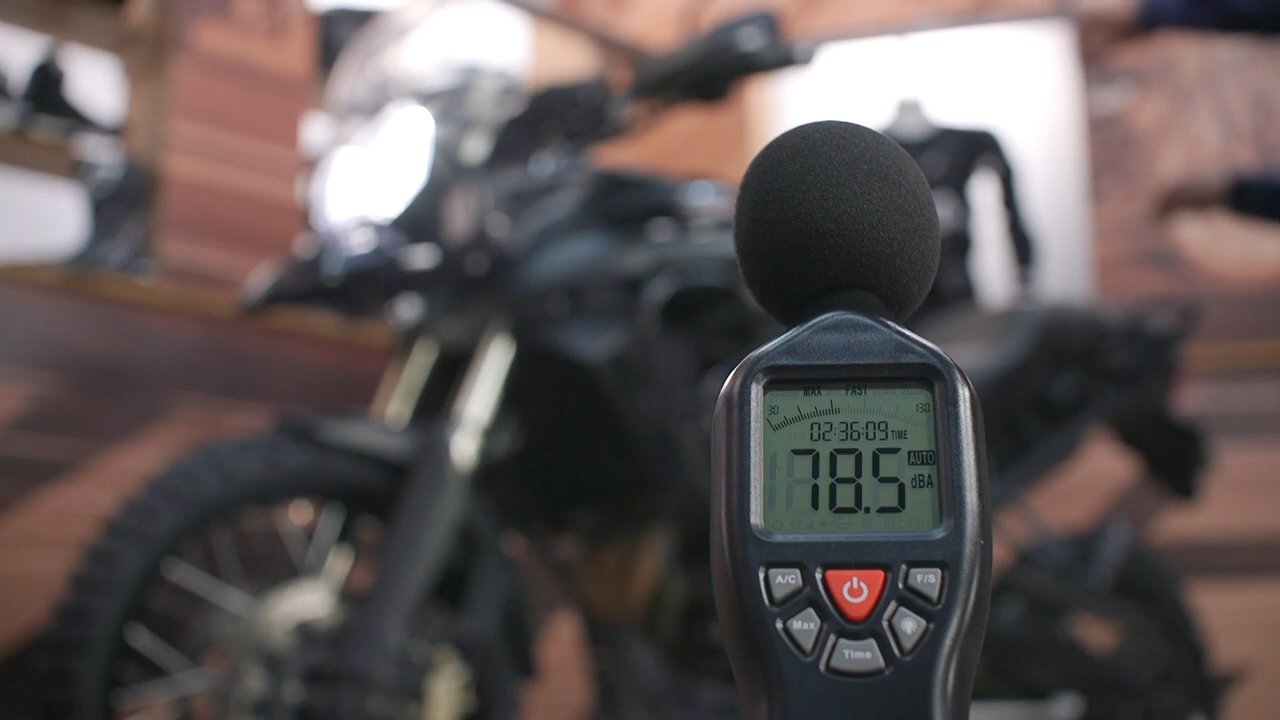 MAX FAST
30 130
02:36:09 TIME
78.5 AUTO
dBA
A/C F/S
Max
Time